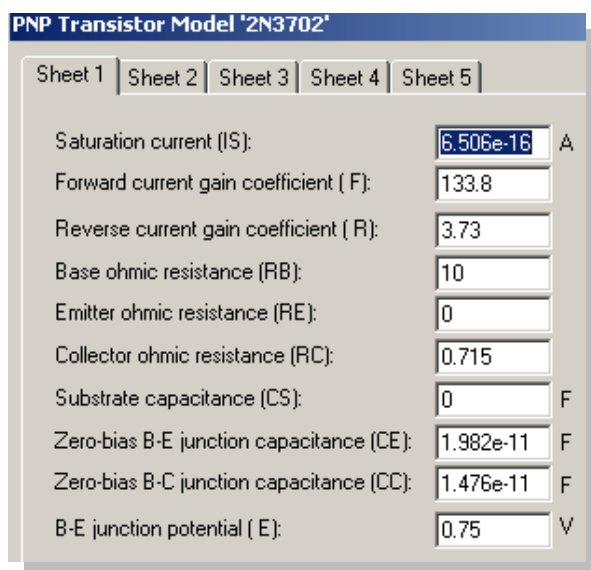 PNP Transistor Model '2N3702'
Sheet 1 Sheet 2 Sheet 3 Sheet 4 Sheet 5
Saturation current (IS): 6.506e-16 A
Forward current gain coefficient ( F): 133.8
Reverse current gain coefficient ( R): 3.73
Base ohmic resistance (RB): 10
Emitter ohmic resistance (RE): 0
Collector ohmic resistance (RC): 0.715
Substrate capacitance (CS): 0 F
Zero-bias B-E junction capacitance (CE): 1.982e-11 F
Zero-bias B-C junction capacitance (CC): 1.476e-11 F
B-E junction potential ( E): 0.75 V